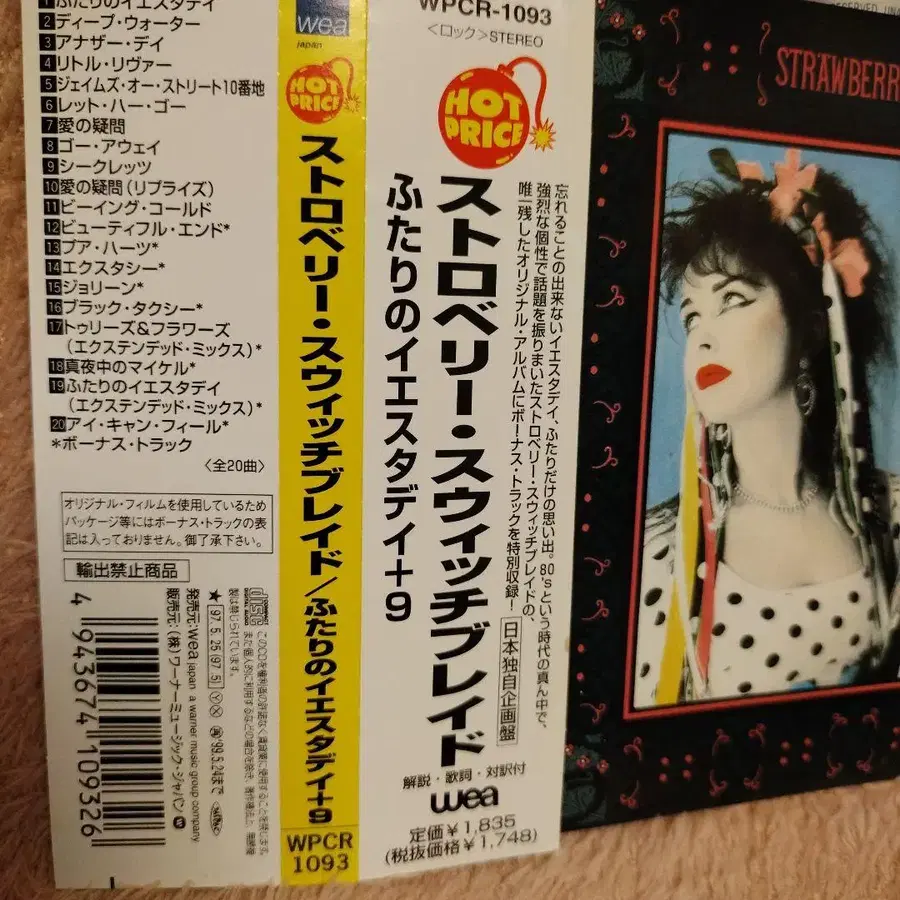 1 ふたりのイエスタデイ
2 ディープ・ウォーター
3 アナザー・デイ
4 リトル・リヴァー
5 ジェイムズ・オー・ストリート10番地
6 レット・ハー・ゴー
7 愛の疑問
8 ゴー・アウェイ
9 シークレッツ
10 愛の疑問(リプライズ)
11 ビーイング・コールド
12 ビューティフル・エンド*
13 プア・ハーツ*
14 エクスタシー*
15 ジョリーン*
16 ブラック・タクシー*
17 トゥリーズ&フラワーズ
(エクステンデッド・ミックス)*
18 真夜中のマイケル*
19 ふたりのイエスタデイ
(エクステンデッド・ミックス)*
20 アイ・キャン・フィール*
*ボーナス・トラック
〈全20曲〉
オリジナル・フィルムを使用しているため
パッケージ等にはボーナス・トラックの表
記は入っておりません。御了承下さい。
輸出禁止商品
4 943674 109326
発売元:wea japan a warner music group company
販売元:(株)ワーナーミュージック・ジャパン
★ 97.5.25 (97.5) Y X 再 '99.5.24まで
disc
wea
japan
HOT PRICE
ストロベリー・スウィッチブレイド/ふたりのイエスタデイ+9
WPCR
1093
WPCR-1093
〈ロック〉STEREO
HOT
PRICE
忘れることの出来ないイエスタデイ、ふたりだけの思い出。80'sという時代の真ん中で、
強烈な個性で話題を振りまいたストロベリー・スウィッチブレイドの、
唯一残したオリジナル・アルバムにボーナス・トラックを特別収録!
日本独自企画盤
ストロベリー・スウィッチブレイド
ふたりのイエスタデイ+9
解説・歌詞・対訳付
wea
定価¥1,835
(税抜価格¥1,748)
STRAWBERR